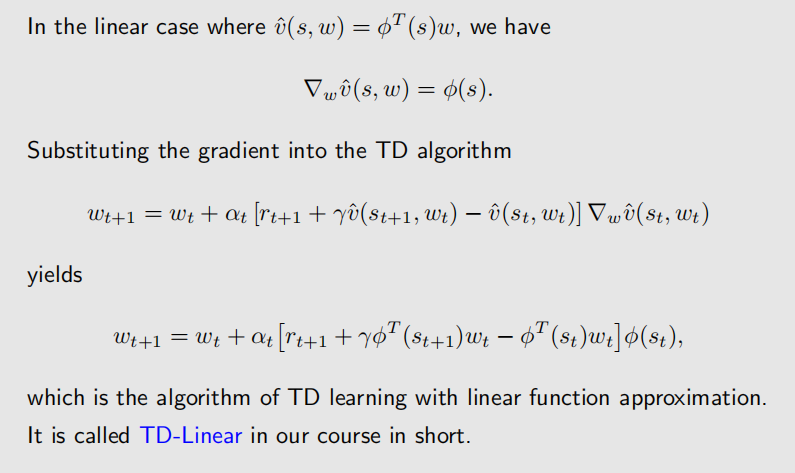 In the linear case where v̂(s, w) = ϕᵀ(s)w, we have
∇_w v̂(s, w) = ϕ(s).
Substituting the gradient into the TD algorithm
w_{t+1} = w_t + α_t [r_{t+1} + γv̂(s_{t+1}, w_t) − v̂(s_t, w_t)] ∇_w v̂(s_t, w_t)
yields
w_{t+1} = w_t + α_t [r_{t+1} + γϕᵀ(s_{t+1})w_t − ϕᵀ(s_t)w_t] ϕ(s_t),
which is the algorithm of TD learning with linear function approximation.
It is called TD-Linear in our course in short.